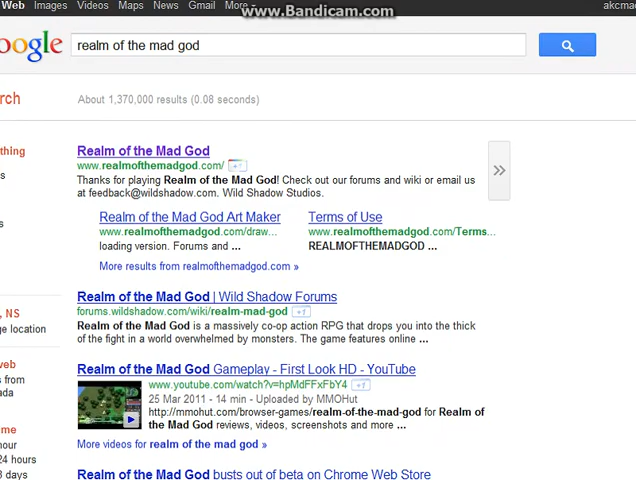 Web Images Videos Maps News Gmail More
www.Bandicam.com
akcmac
oogle
realm of the mad god
rch
About 1,370,000 results (0.08 seconds)
thing
s
s
Realm of the Mad God
www.realmofthemadgod.com/ +1
Thanks for playing Realm of the Mad God! Check out our forums and wiki or email us
at feedback@wildshadow.com. Wild Shadow Studios.
»
Realm of the Mad God Art Maker
www.realmofthemadgod.com/draw...
loading version. Forums and ...
Terms of Use
www.realmofthemadgod.com/Terms...
REALMOFTHEMADGOD ...
More results from realmofthemadgod.com »
, NS
ge location
Realm of the Mad God | Wild Shadow Forums
forums.wildshadow.com/wiki/realm-mad-god +1
Realm of the Mad God is a massively co-op action RPG that drops you into the thick
of the fight in a world overwhelmed by monsters. The game features online ...
web
s from
ada
Realm of the Mad God Gameplay - First Look HD - YouTube
www.youtube.com/watch?v=hpMdFFxFbY4 +1
25 Mar 2011 - 14 min - Uploaded by MMOHut
http://mmohut.com/browser-games/realm-of-the-mad-god for Realm of
the Mad God reviews, videos, screenshots and more ...
More videos for realm of the mad god »
me
hour
24 hours
3 days
Realm of the Mad God busts out of beta on Chrome Web Store